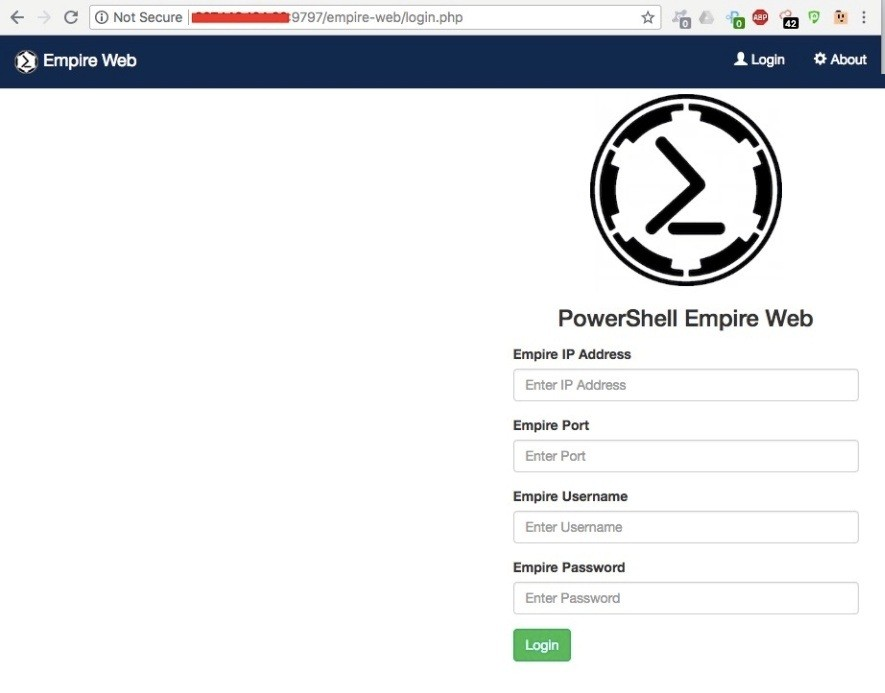 Not Secure :9797/empire-web/login.php
0
0
ABP
42
Empire Web
Login
About
PowerShell Empire Web
Empire IP Address
Enter IP Address
Empire Port
Enter Port
Empire Username
Enter Username
Empire Password
Enter Password
Login